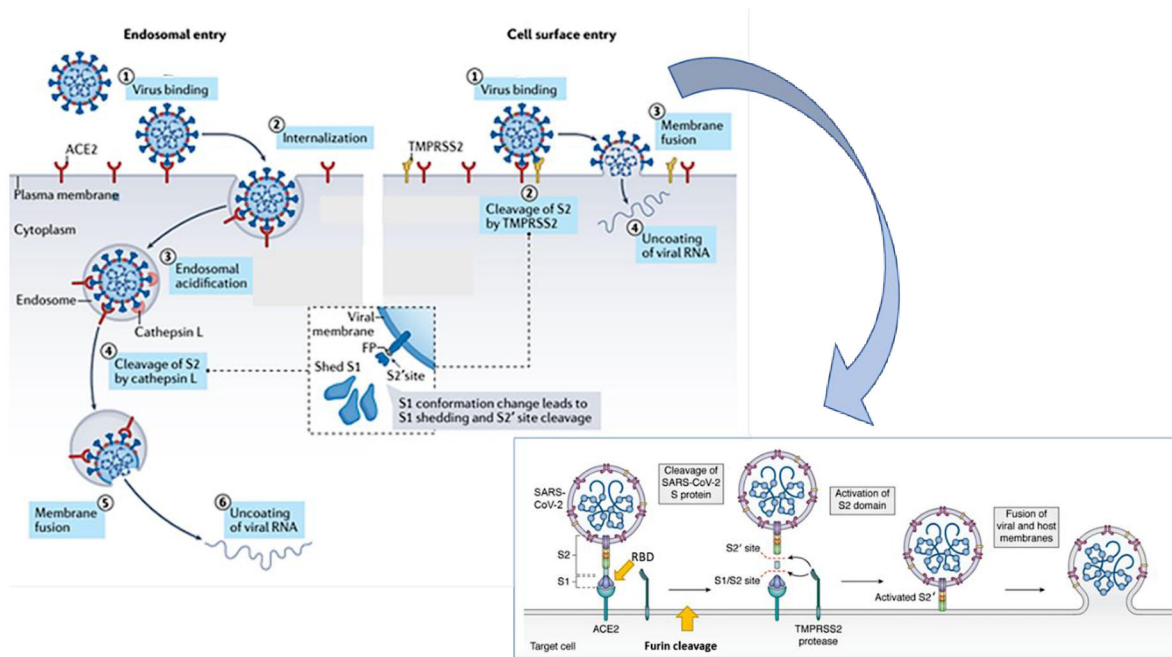 Endosomal entry
1
Virus binding
ACE2
2
Internalization
Plasma membrane
Cytoplasm
3
Endosomal
acidification
Endosome
Cathepsin L
4
Cleavage of S2
by cathepsin L
Membrane
fusion
5
6
Uncoating
of viral RNA
Cell surface entry
1
Virus binding
TMPRSS2
3
Membrane
fusion
2
Cleavage of S2
by TMPRSS2
4
Uncoating
of viral RNA
Viral
membrane
FP
S2'site
Shed S1
S1 conformation change leads to
S1 shedding and S2' site cleavage
SARS-
CoV-2
S2
S1
RBD
ACE2
Target cell
Furin cleavage
Cleavage of
SARS-CoV-2
S protein
S2' site
S1/S2 site
TMPRSS2
protease
Activation of
S2 domain
Activated S2'
Fusion of
viral and host
membranes